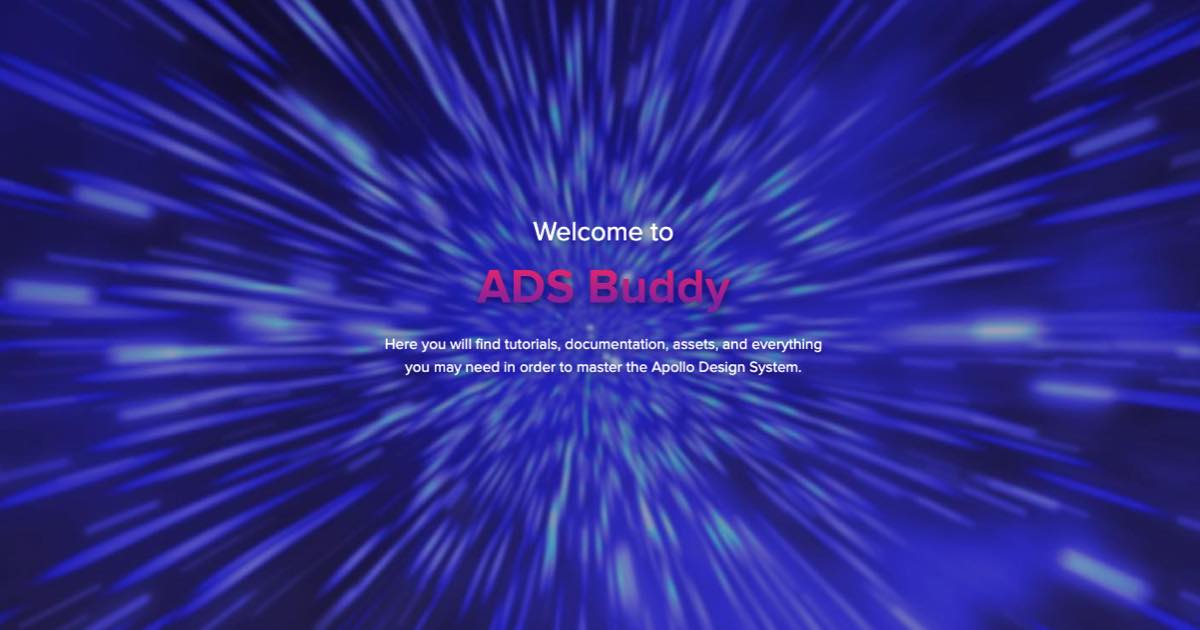 Welcome to
ADS Buddy
Here you will find tutorials, documentation, assets, and everything
you may need in order to master the Apollo Design System.